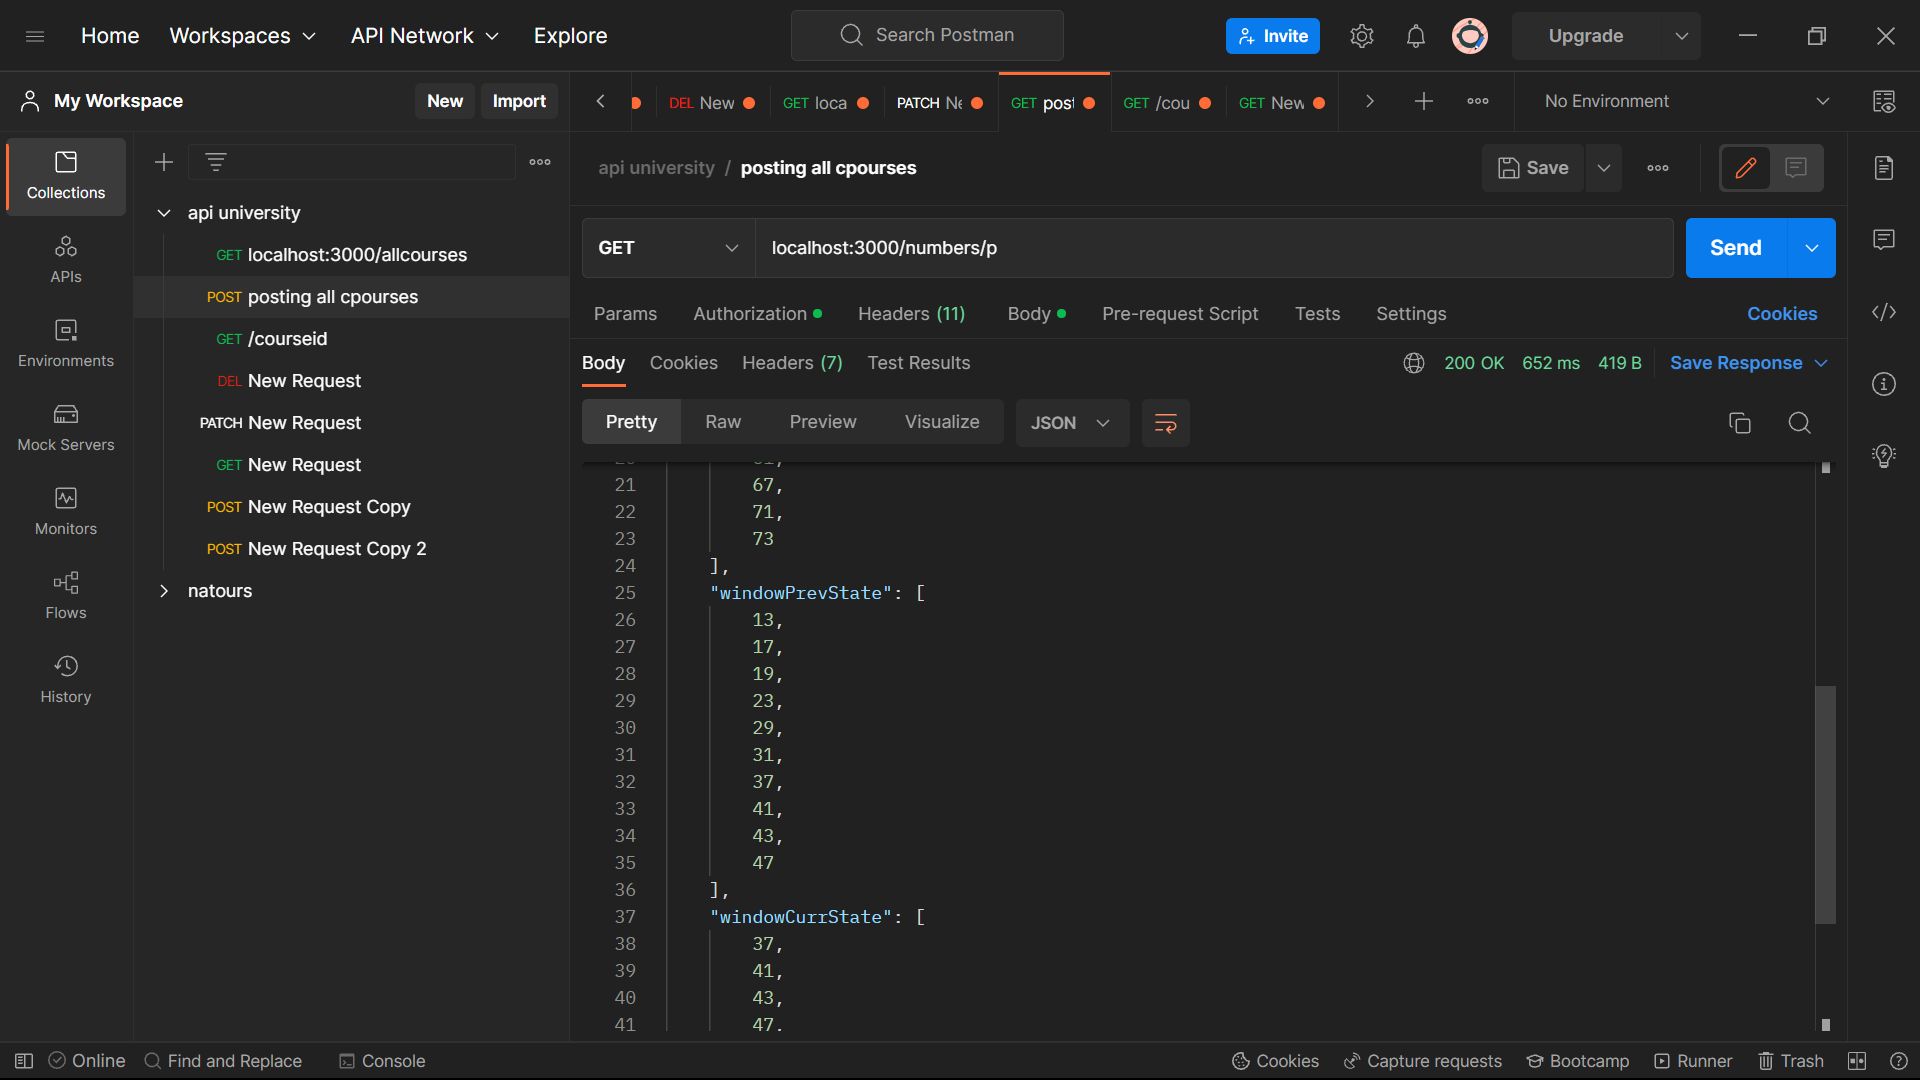 Home
Workspaces
API Network
Explore
Search Postman
Invite
Upgrade
My Workspace
New
Import
DEL New
GET loca
PATCH Ne
GET post
GET /cou
GET New
No Environment
Collections
APIs
Environments
Mock Servers
Monitors
Flows
History
api university
GET localhost:3000/allcourses
POST posting all cpourses
GET /courseid
DEL New Request
PATCH New Request
GET New Request
POST New Request Copy
POST New Request Copy 2
natours
api university / posting all cpourses
Save
GET
localhost:3000/numbers/p
Send
Params
Authorization
Headers (11)
Body
Pre-request Script
Tests
Settings
Cookies
Body
Cookies
Headers (7)
Test Results
200 OK
652 ms
419 B
Save Response
Pretty
Raw
Preview
Visualize
JSON
21 67,
22 71,
23 73
24 ],
25 "windowPrevState": [
26 13,
27 17,
28 19,
29 23,
30 29,
31 31,
32 37,
33 41,
34 43,
35 47
36 ],
37 "windowCurrState": [
38 37,
39 41,
40 43,
41 47,
Online
Find and Replace
Console
Cookies
Capture requests
Bootcamp
Runner
Trash